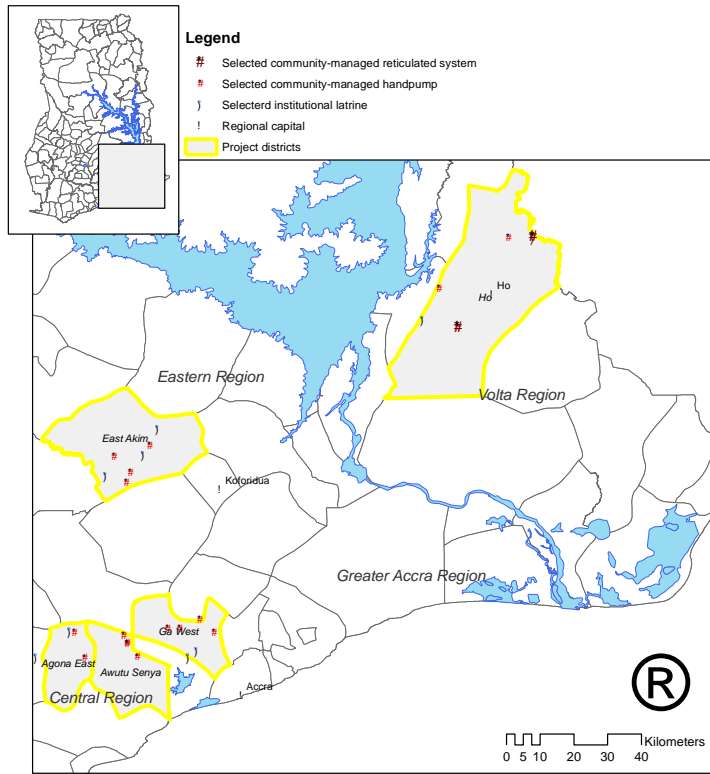 Legend
# Selected community-managed reticulated system
# Selected community-managed handpump
) Selecterd institutional latrine
! Regional capital
Project districts
Ho
Ho
Eastern Region
Volta Region
East Akim
Koforidua
Greater Accra Region
Ga West
Agona East
Awutu Senya
Central Region
Accra
®
Kilometers
0 5 10 20 30 40